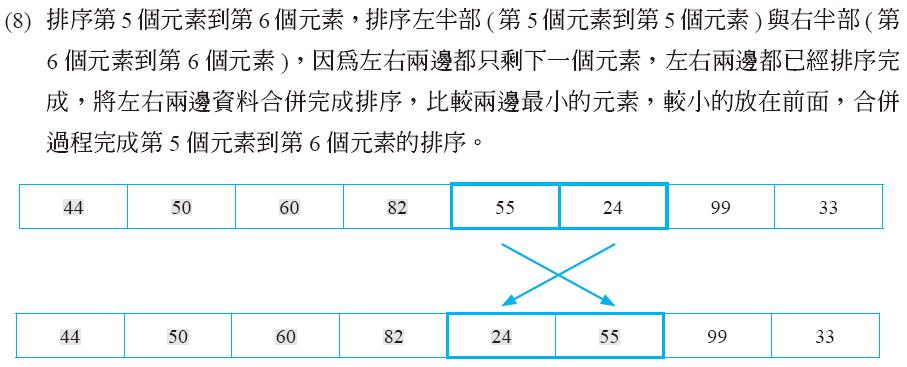 (8) 排序第 5 個元素到第 6 個元素，排序左半部 ( 第 5 個元素到第 5 個元素 ) 與右半部 ( 第
6 個元素到第 6 個元素 )，因為左右兩邊都只剩下一個元素，左右兩邊都已經排序完
成，將左右兩邊資料合併完成排序，比較兩邊最小的元素，較小的放在前面，合併
過程完成第 5 個元素到第 6 個元素的排序。
44 50 60 82 55 24 99 33
44 50 60 82 24 55 99 33